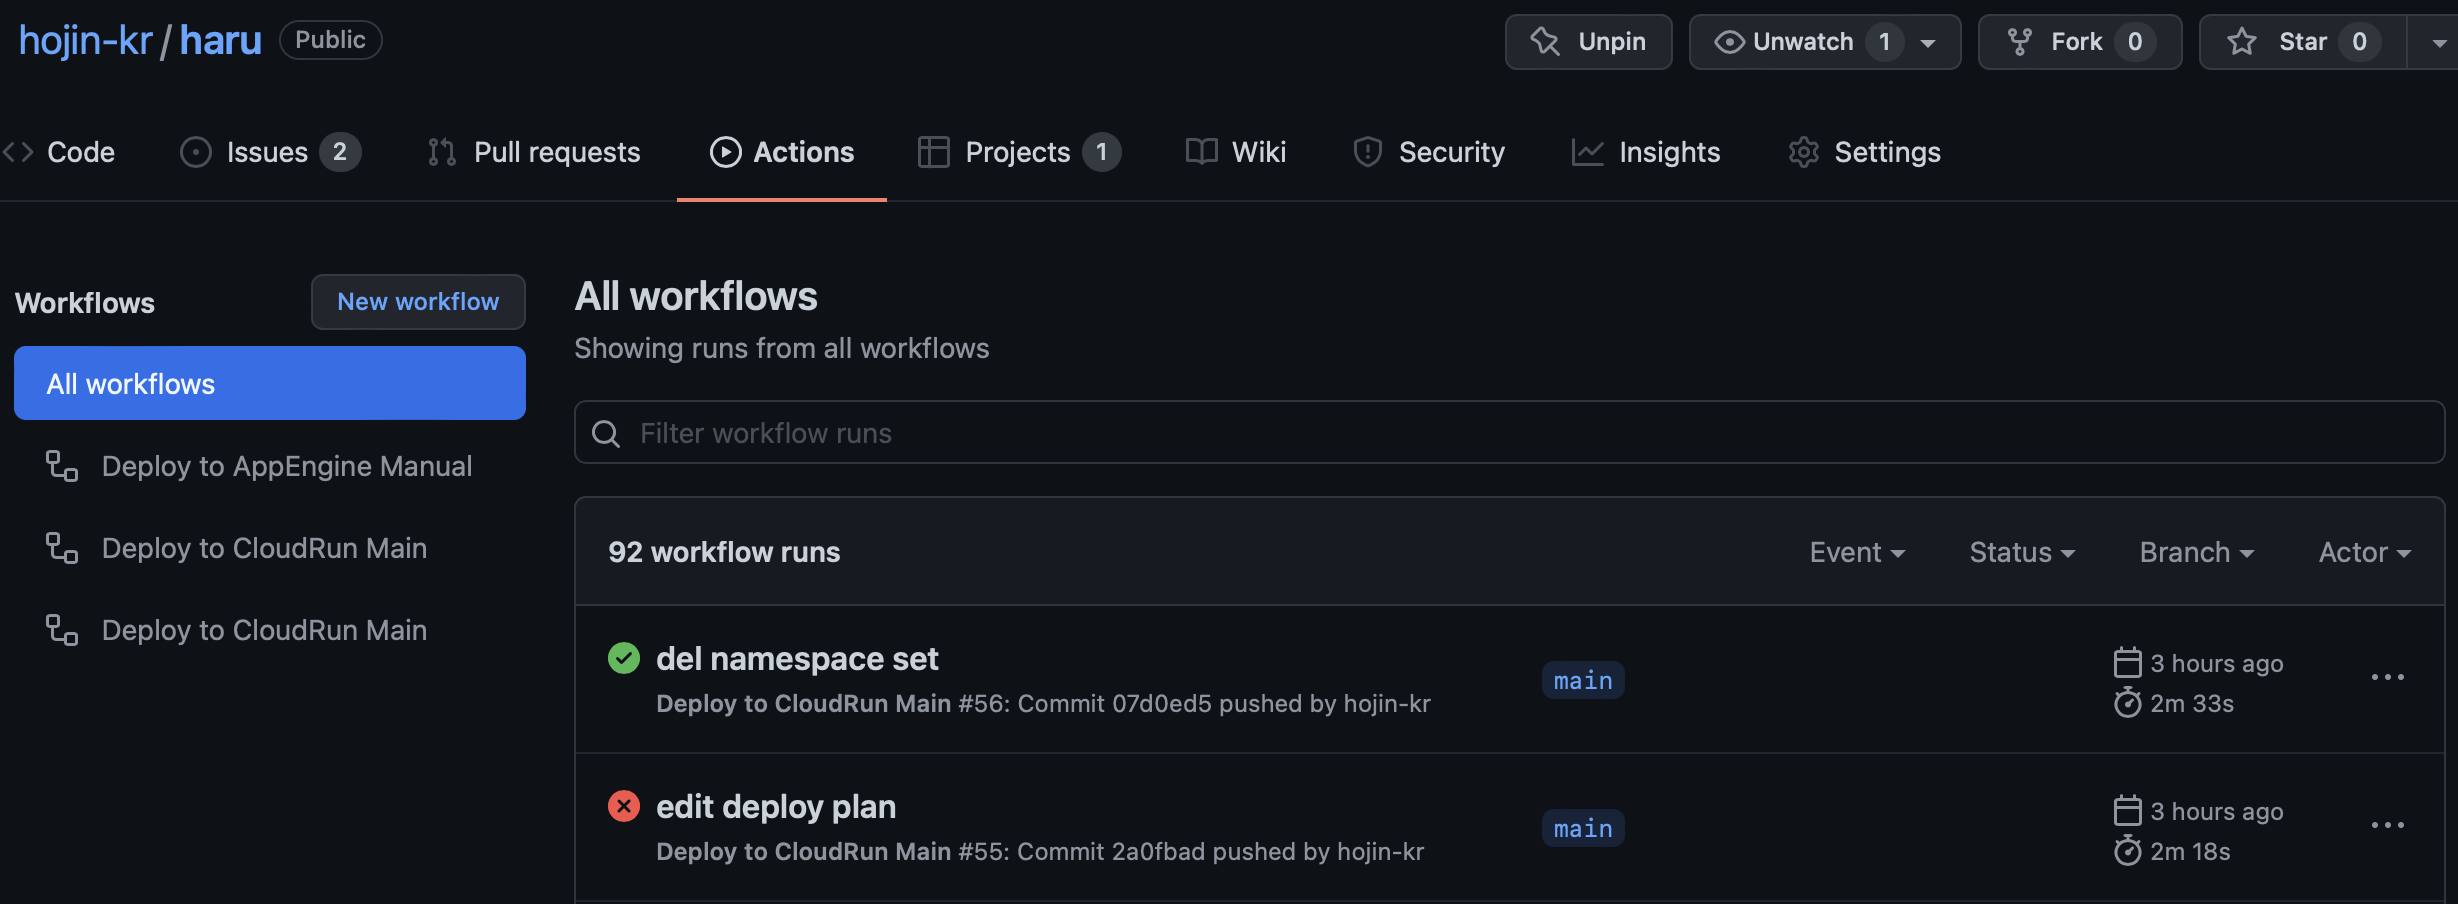 hojin-kr / haru Public Unpin Unwatch 1 Fork 0 Star 0
Code Issues 2 Pull requests Actions Projects 1 Wiki Security Insights Settings
Workflows New workflow
All workflows
Deploy to AppEngine Manual
Deploy to CloudRun Main
Deploy to CloudRun Main
All workflows
Showing runs from all workflows
Filter workflow runs
92 workflow runs Event Status Branch Actor
del namespace set
Deploy to CloudRun Main #56: Commit 07d0ed5 pushed by hojin-kr
main
3 hours ago
2m 33s
edit deploy plan
Deploy to CloudRun Main #55: Commit 2a0fbad pushed by hojin-kr
main
3 hours ago
2m 18s